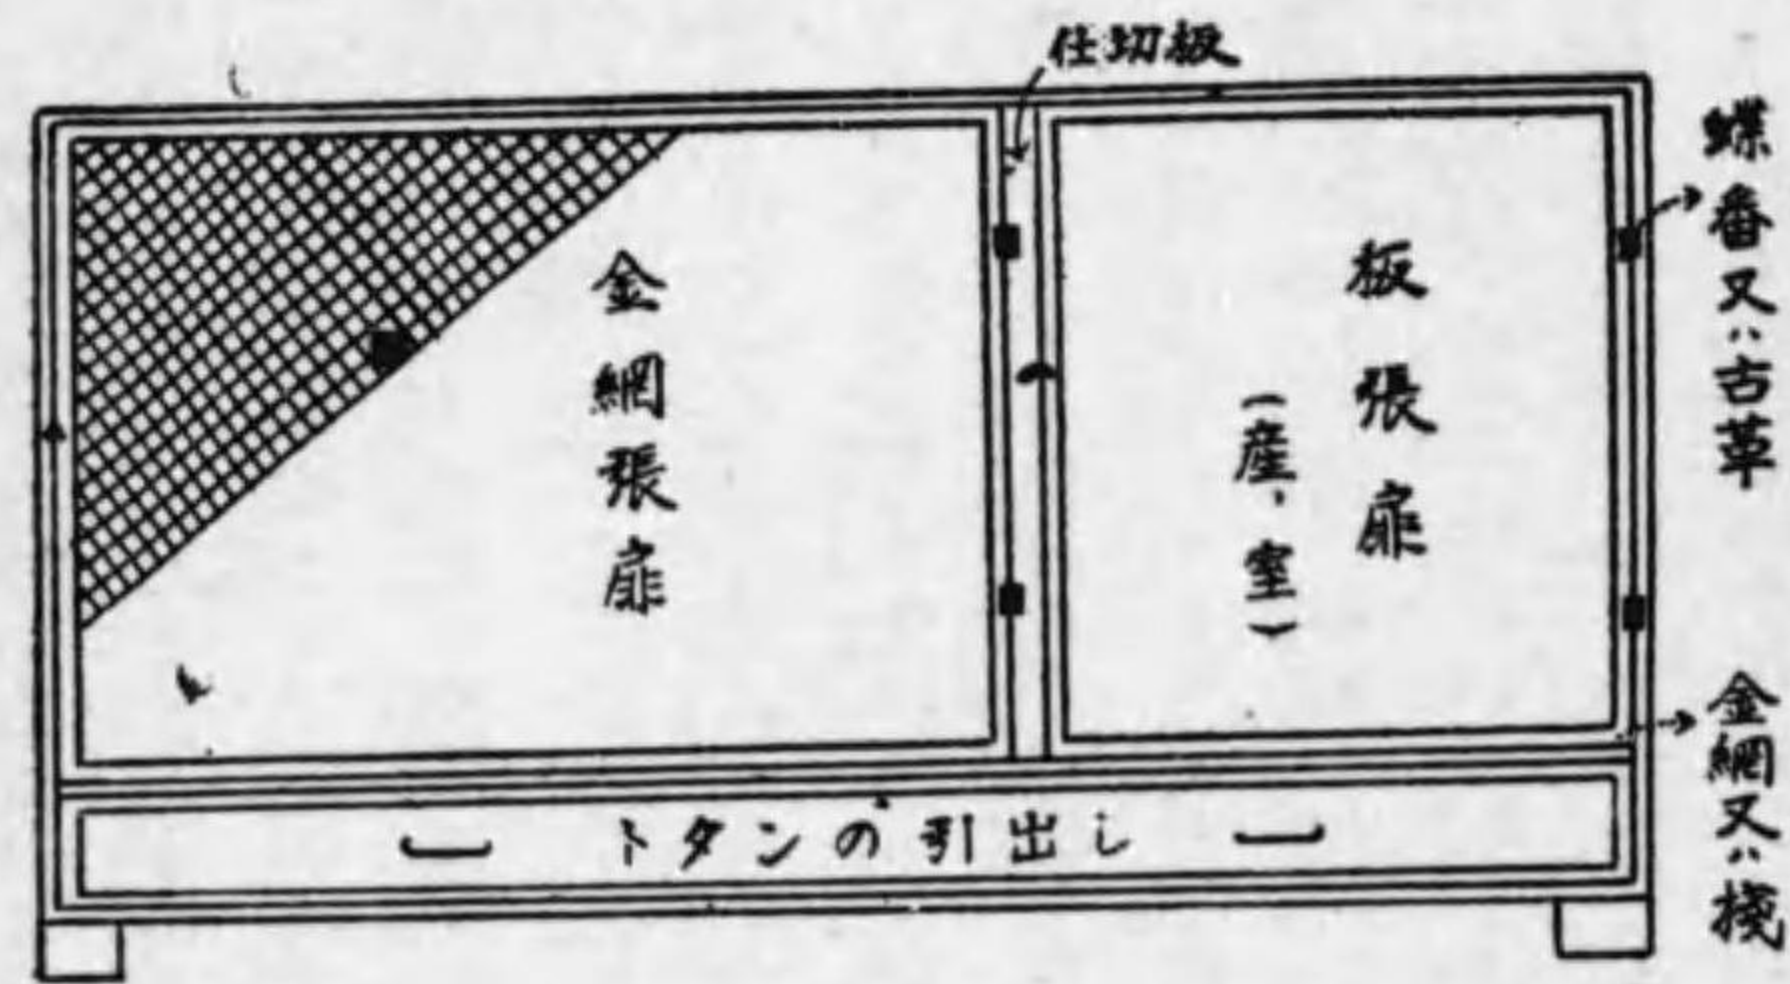 仕切板
蝶番又ハ古革
板張扉
(産室)
金網張扉
金網又ハ棧
トタンの引出し